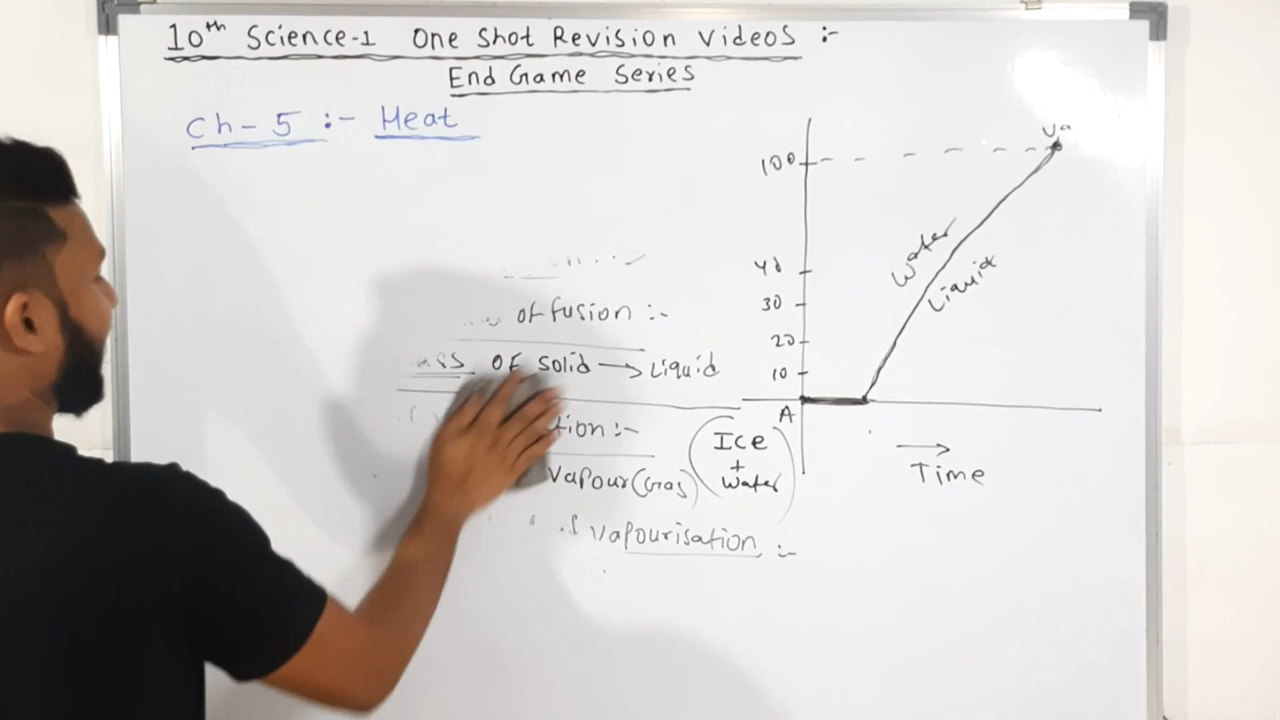 10th Science-1 One Shot Revision Videos :-
End Game Series
Ch-5 :- Heat
of fusion :-
OF Solid → Liquid
tion :-
Vapour(Gas)
vapourisation :-
100
40
30
20
10
A
Water
Liquid
Ice
+
Water
→
Time